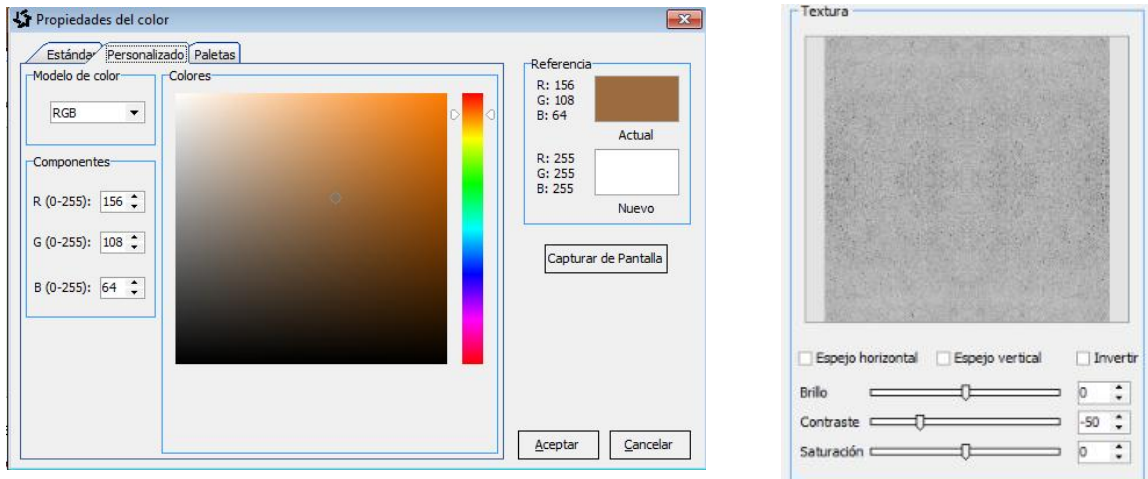 Propiedades del color
Estándar Personalizado Paletas
Modelo de color
RGB
Componentes
R (0-255): 156
G (0-255): 108
B (0-255): 64
Colores
Referencia
R: 156
G: 108
B: 64
Actual
R: 255
G: 255
B: 255
Nuevo
Capturar de Pantalla
Aceptar Cancelar
Textura
Espejo horizontal Espejo vertical Invertir
Brillo 0
Contraste -50
Saturación 0